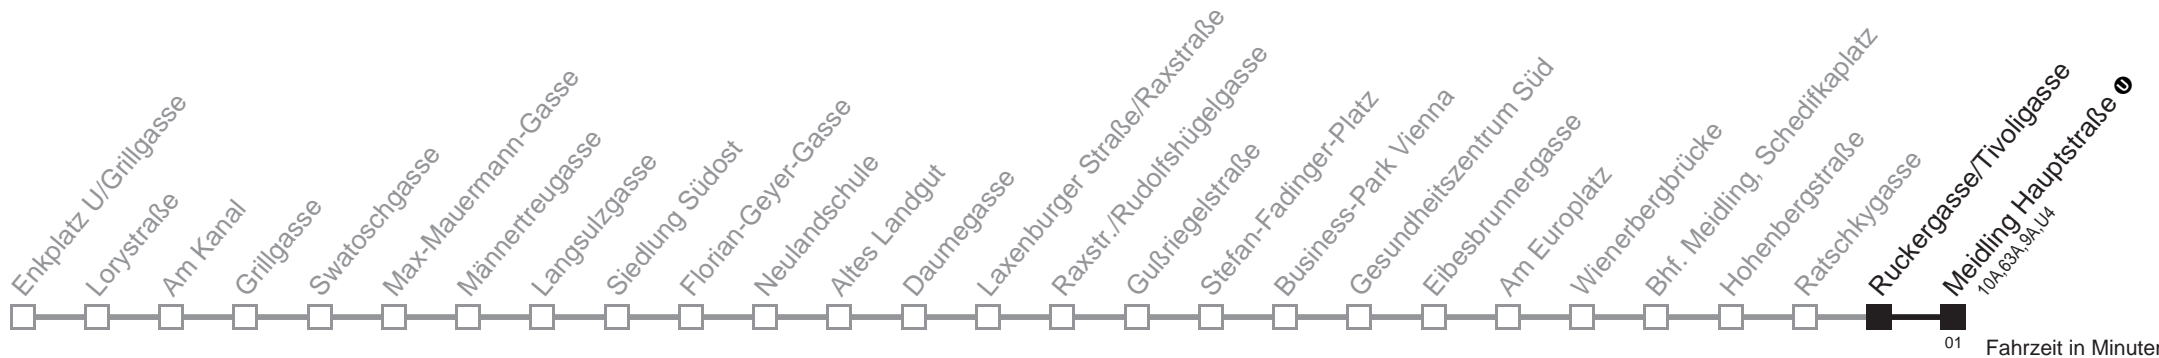 Enkplatz U/Grillgasse
Lorystraße
Am Kanal
Grillgasse
Swatoschgasse
Max-Mauermann-Gasse
Männertreugasse
Langsulzgasse
Siedlung Südost
Florian-Geyer-Gasse
Neulandschule
Altes Landgut
Daumegasse
Laxenburger Straße/Raxstraße
Raxstr./Rudolfshügelgasse
Gußriegelstraße
Stefan-Fadinger-Platz
Business-Park Vienna
Gesundheitszentrum Süd
Eibesbrunnergasse
Am Europlatz
Wienerbergbrücke
Bhf. Meidling, Schedifkaplatz
Hohenbergstraße
Ratschkygasse
Ruckergasse/Tivoligasse
Meidling Hauptstraße U
10A,63A,9A,U4
01
Fahrzeit in Minuten